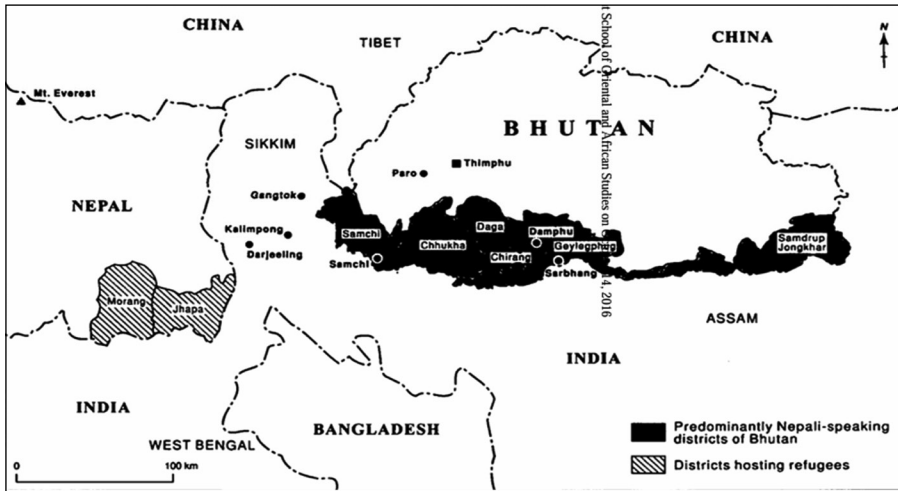 CHINA
TIBET
CHINA
N
Mt. Everest
BHUTAN
SIKKIM
Thimphu
Paro
Gangtok
NEPAL
Kalimpong
Darjeeling
Samchi
Chhukha
Daga
Damphu
Geylegphug
Chirang
Samchi
Sarbhang
Samdrup
Jongkhar
Morang
Jhapa
ASSAM
INDIA
INDIA
WEST BENGAL
BANGLADESH
t School of Oriental and African Studies on
14, 2016
Predominantly Nepali-speaking
districts of Bhutan
Districts hosting refugees
0
100 km